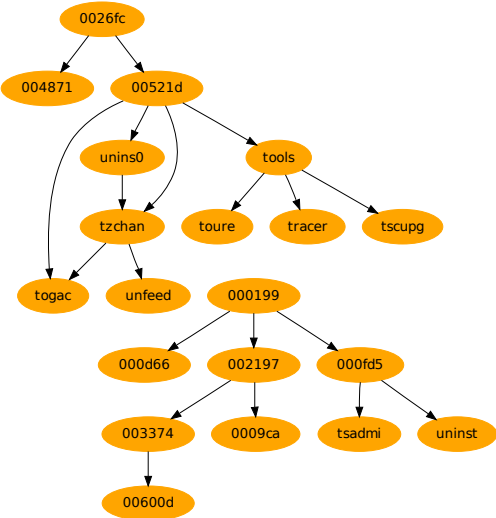 0026fc
004871 00521d
unins0 tools
tzchan toure tracer tscupg
togac unfeed 000199
000d66 002197 000fd5
003374 0009ca tsadmi uninst
00600d